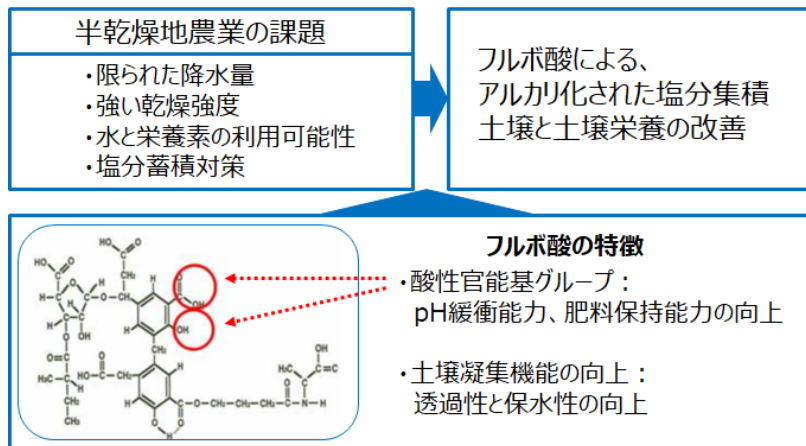 半乾燥地農業の課題
・限られた降水量
・強い乾燥強度
・水と栄養素の利用可能性
・塩分蓄積対策
フルボ酸による、
アルカリ化された塩分集積
土壌と土壌栄養の改善
フルボ酸の特徴
・酸性官能基グループ：
pH緩衝能力、肥料保持能力の向上
・土壌凝集機能の向上：
透過性と保水性の向上